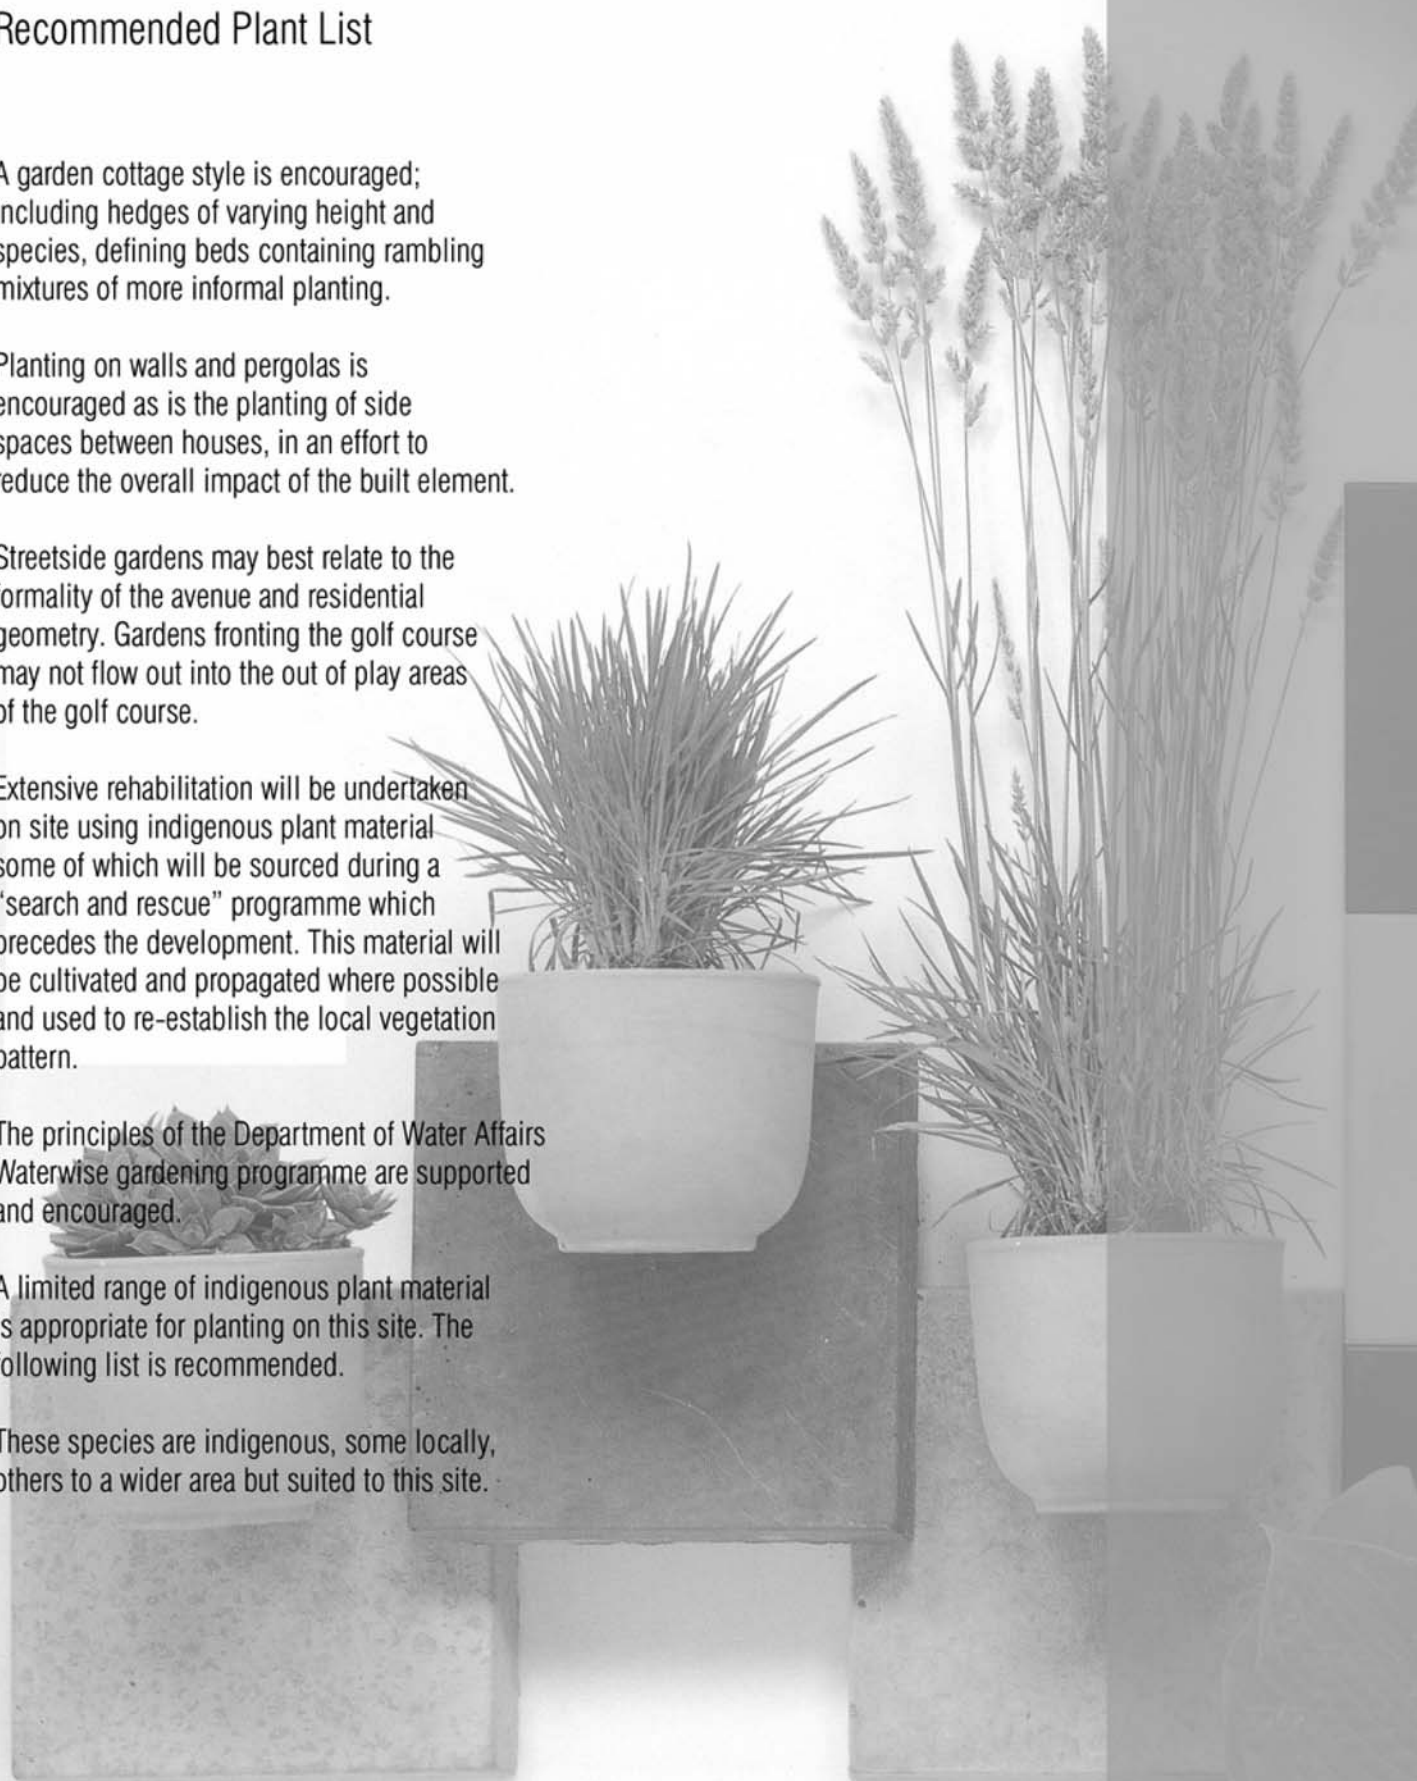 Recommended Plant List
A garden cottage style is encouraged;
including hedges of varying height and
species, defining beds containing rambling
mixtures of more informal planting.
Planting on walls and pergolas is
encouraged as is the planting of side
spaces between houses, in an effort to
reduce the overall impact of the built element.
Streetside gardens may best relate to the
formality of the avenue and residential
geometry. Gardens fronting the golf course
may not flow out into the out of play areas
of the golf course.
Extensive rehabilitation will be undertaken
on site using indigenous plant material
some of which will be sourced during a
“search and rescue” programme which
precedes the development. This material will
be cultivated and propagated where possible
and used to re-establish the local vegetation
pattern.
The principles of the Department of Water Affairs
Waterwise gardening programme are supported
and encouraged.
A limited range of indigenous plant material
is appropriate for planting on this site. The
following list is recommended.
These species are indigenous, some locally,
others to a wider area but suited to this site.